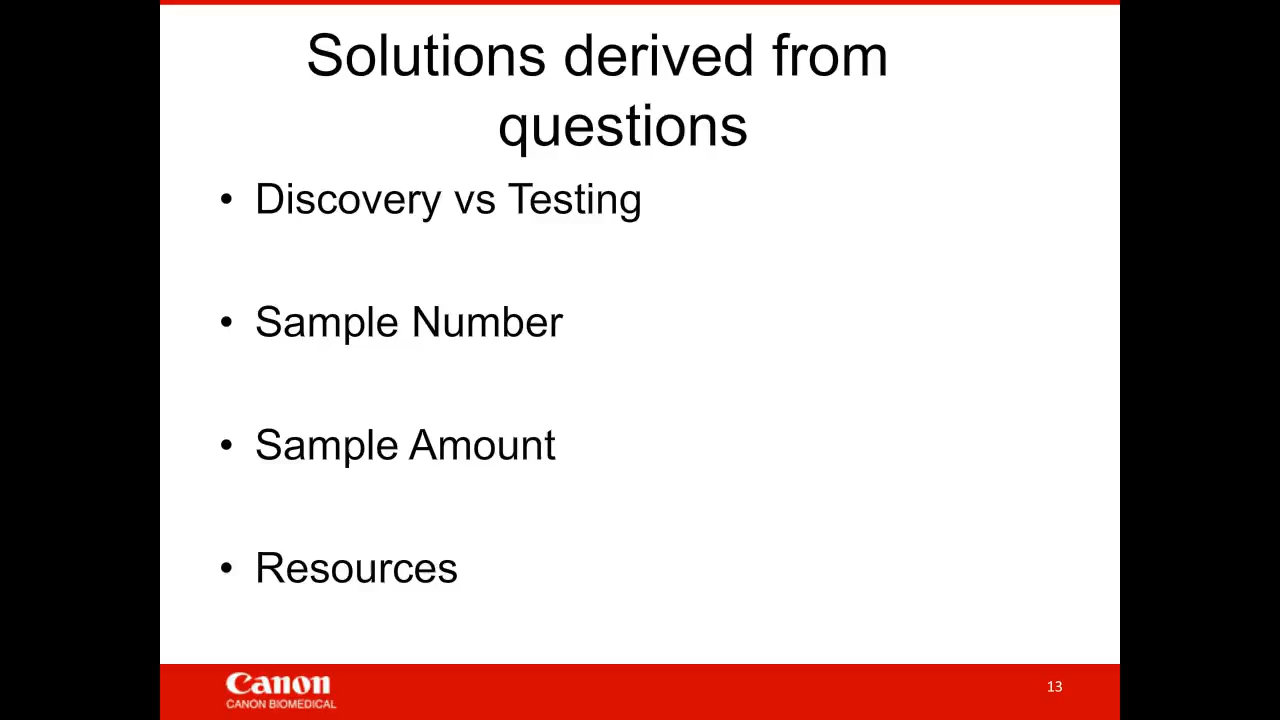 Solutions derived from
questions
• Discovery vs Testing
• Sample Number
• Sample Amount
• Resources
Canon
CANON BIOMEDICAL
13